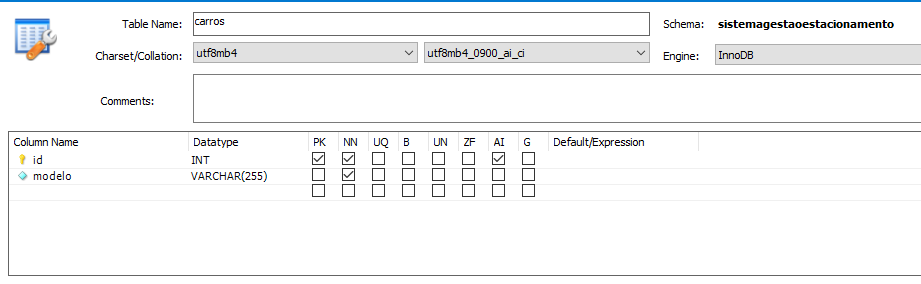 Table Name: carros Schema: sistemagestaoestacionamento
Charset/Collation: utf8mb4 utf8mb4_0900_ai_ci Engine: InnoDB
Comments:
Column Name Datatype PK NN UQ B UN ZF AI G Default/Expression
id INT
modelo VARCHAR(255)